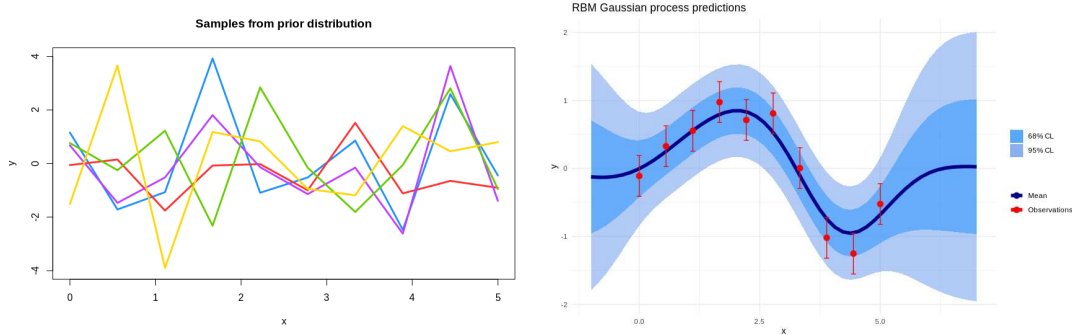 Samples from prior distribution
y
4
2
0
-2
-4
0
1
2
3
4
5
x
RBM Gaussian process predictions
y
2
1
0
-1
-2
0.0
2.5
5.0
x
68% CL
95% CL
Mean
Observations